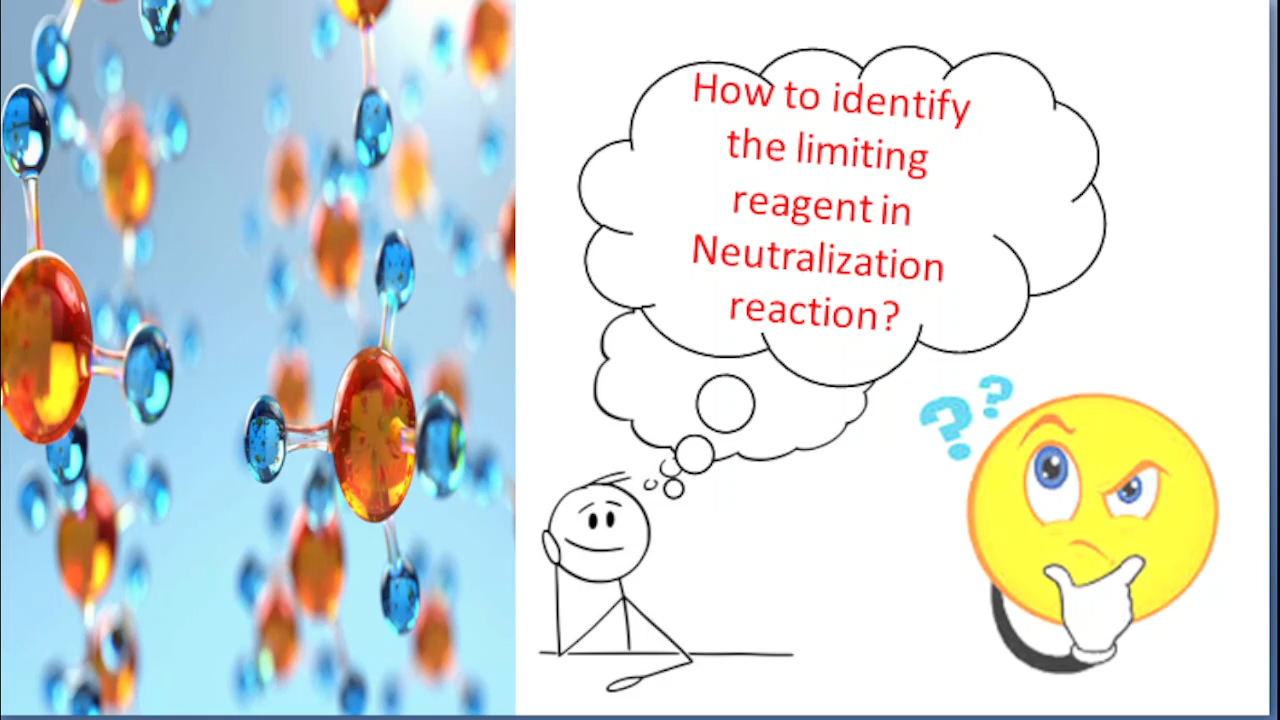 How to identify
the limiting
reagent in
Neutralization
reaction?
? ?